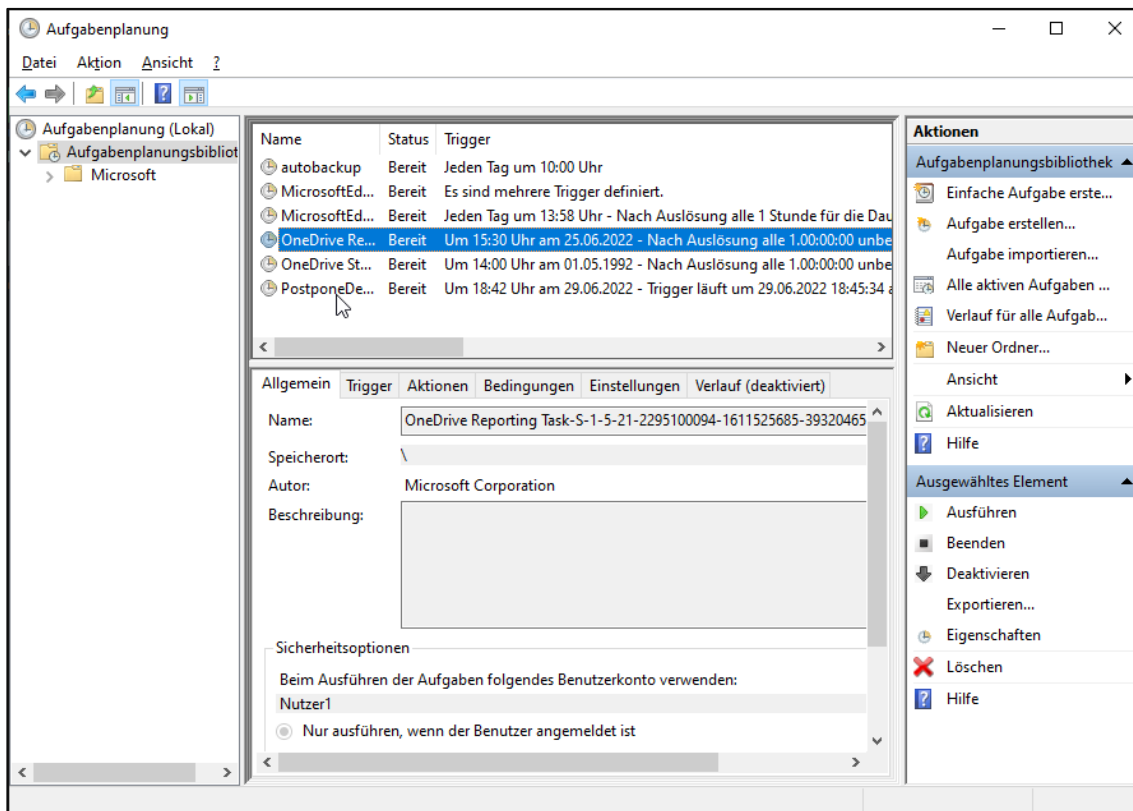 Aufgabenplanung
Datei Aktion Ansicht ?
Aufgabenplanung (Lokal)
Aufgabenplanungsbibliot
Microsoft
Name Status Trigger
autobackup Bereit Jeden Tag um 10:00 Uhr
MicrosoftEd... Bereit Es sind mehrere Trigger definiert.
MicrosoftEd... Bereit Jeden Tag um 13:58 Uhr - Nach Auslösung alle 1 Stunde für die Dau
OneDrive Re... Bereit Um 15:30 Uhr am 25.06.2022 - Nach Auslösung alle 1.00:00:00 unbe
OneDrive St... Bereit Um 14:00 Uhr am 01.05.1992 - Nach Auslösung alle 1.00:00:00 unbe
PostponeDe... Bereit Um 18:42 Uhr am 29.06.2022 - Trigger läuft um 29.06.2022 18:45:34 a
Allgemein Trigger Aktionen Bedingungen Einstellungen Verlauf (deaktiviert)
Name: OneDrive Reporting Task-S-1-5-21-2295100094-1611525685-39320465
Speicherort: \
Autor: Microsoft Corporation
Beschreibung:
Sicherheitsoptionen
Beim Ausführen der Aufgaben folgendes Benutzerkonto verwenden:
Nutzer1
Nur ausführen, wenn der Benutzer angemeldet ist
Aktionen
Aufgabenplanungsbibliothek
Einfache Aufgabe erste...
Aufgabe erstellen...
Aufgabe importieren...
Alle aktiven Aufgaben ...
Verlauf für alle Aufgab...
Neuer Ordner...
Ansicht
Aktualisieren
Hilfe
Ausgewähltes Element
Ausführen
Beenden
Deaktivieren
Exportieren...
Eigenschaften
Löschen
Hilfe